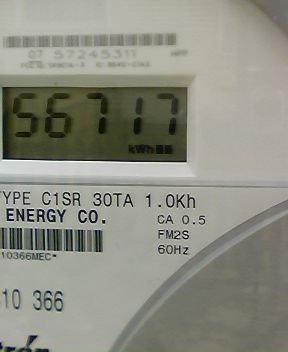 07 57245311
56717
kWh
TYPE C1SR 30TA 1.0Kh
ENERGY CO.
CA 0.5
FM2S
60Hz
10366MEC*
10 366